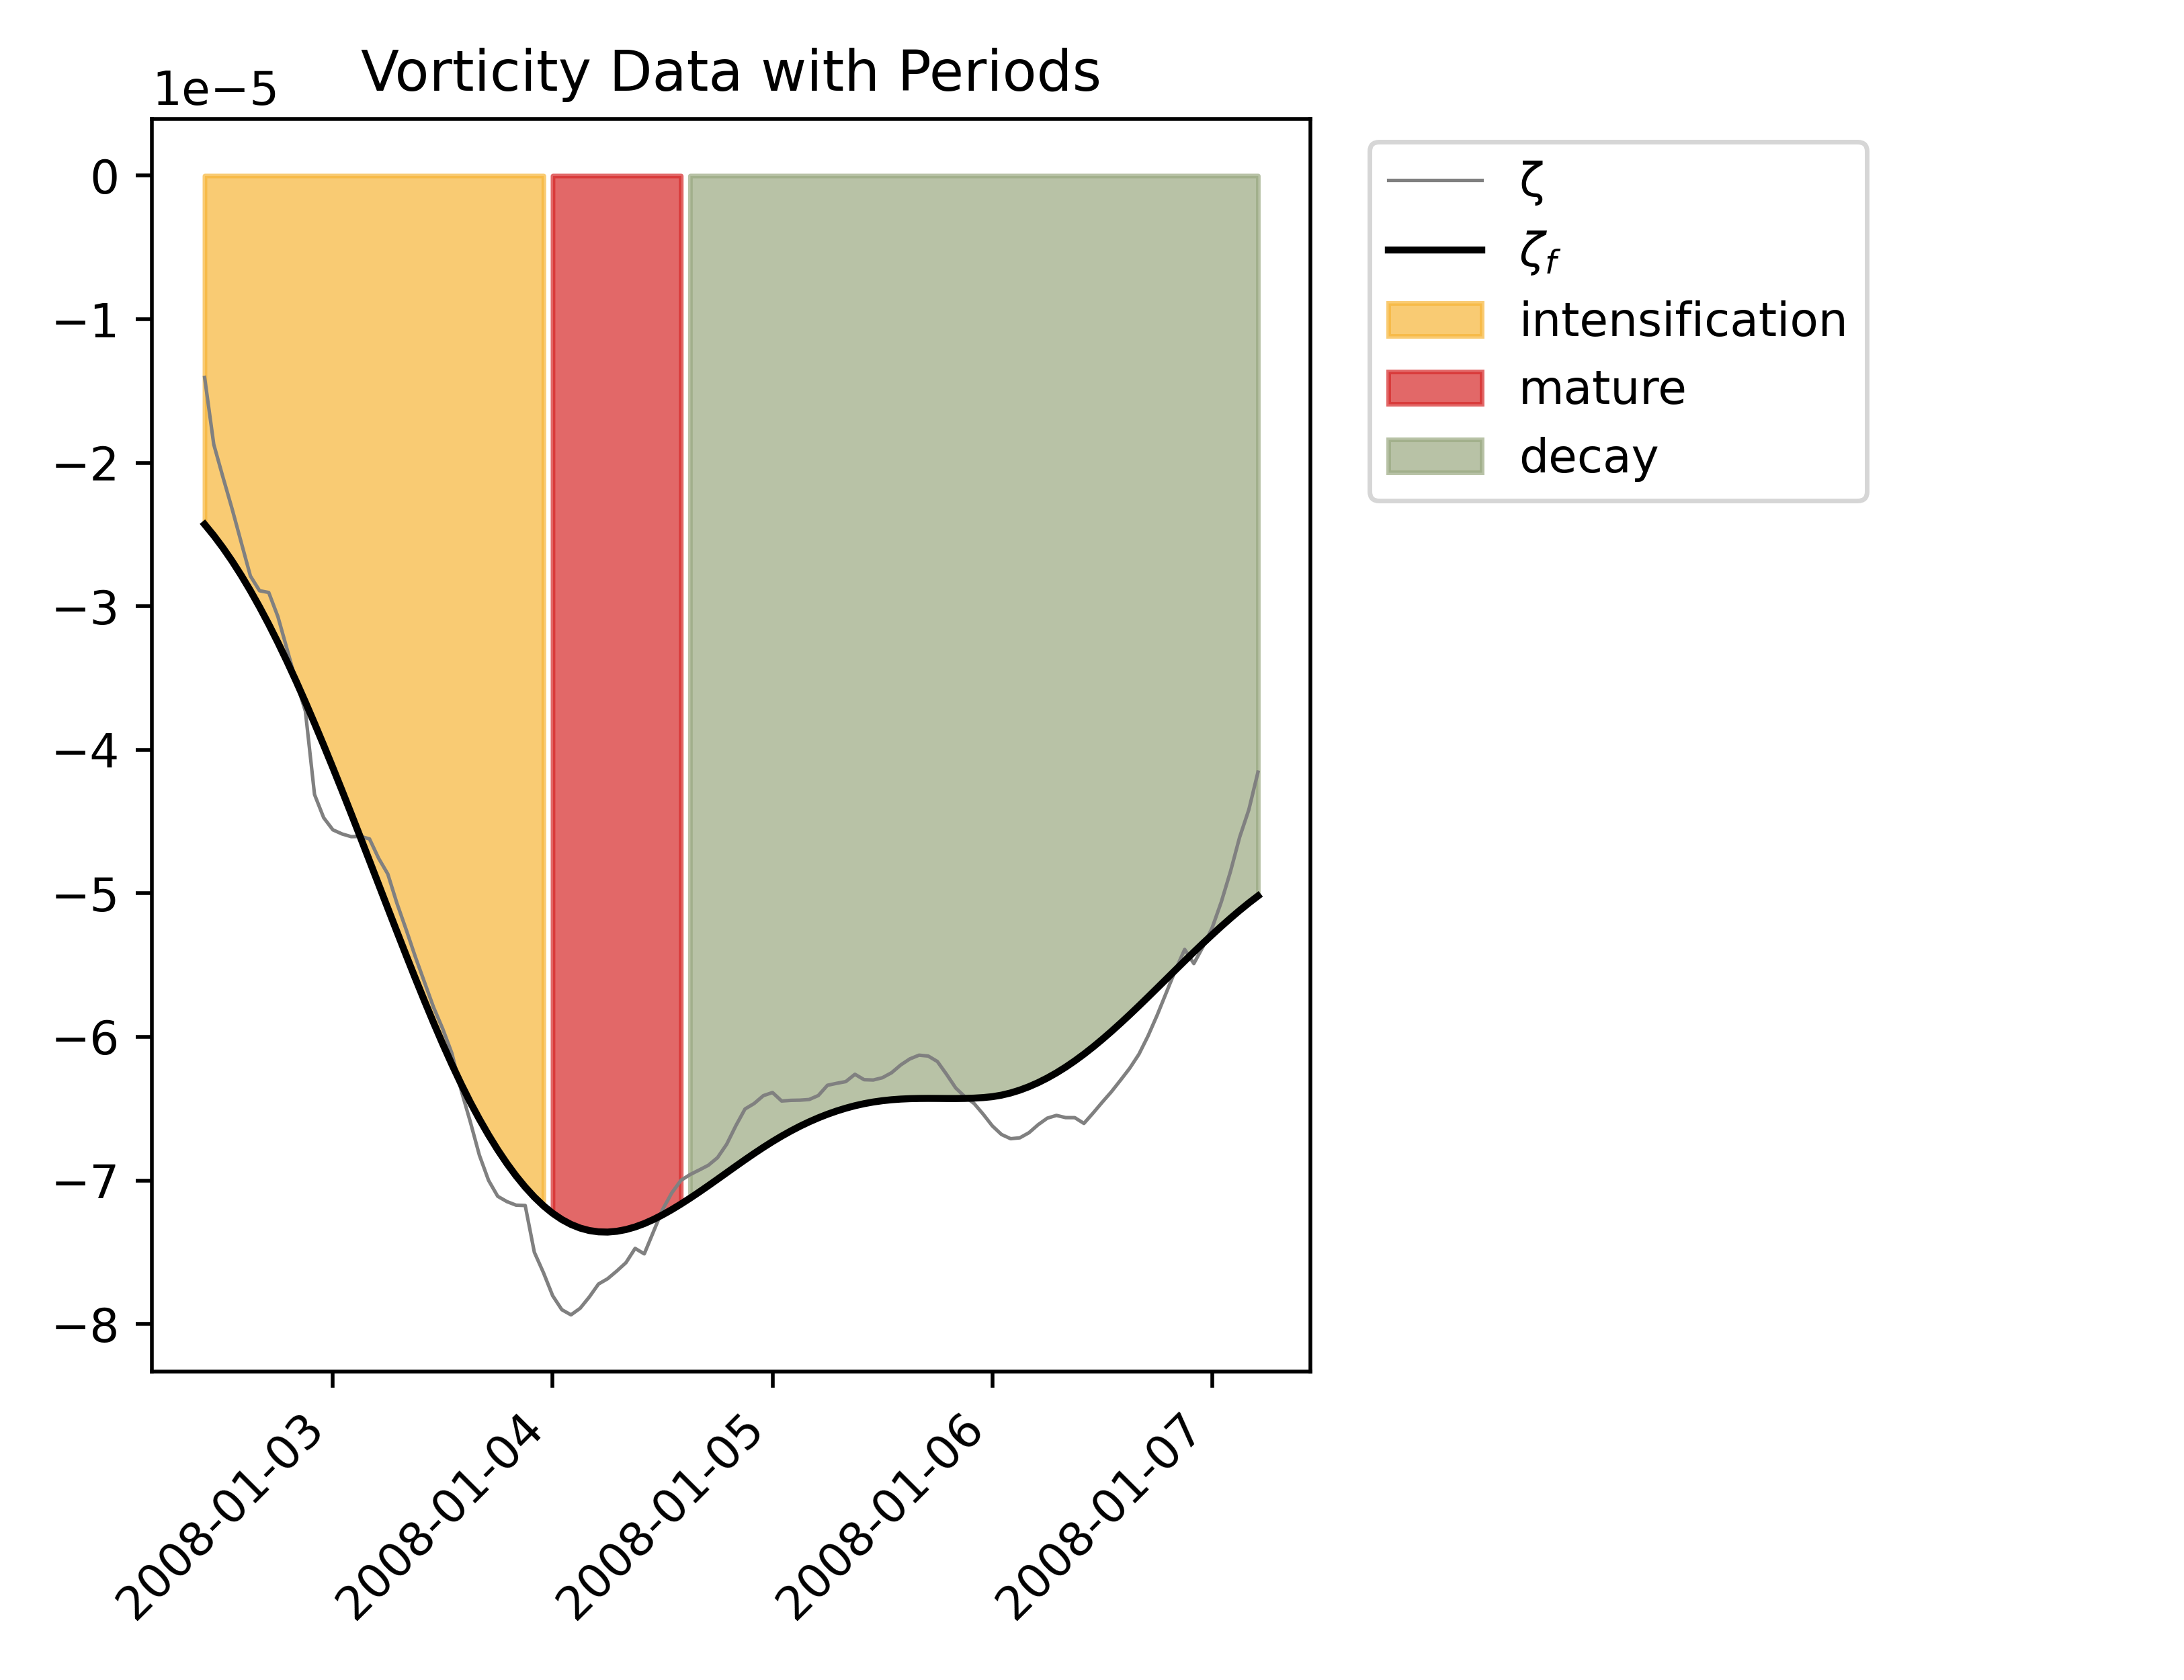 Vorticity Data with Periods
1e−5
0
−1
−2
−3
−4
−5
−6
−7
−8
2008-01-03
2008-01-04
2008-01-05
2008-01-06
2008-01-07
ζ
ζf
intensification
mature
decay